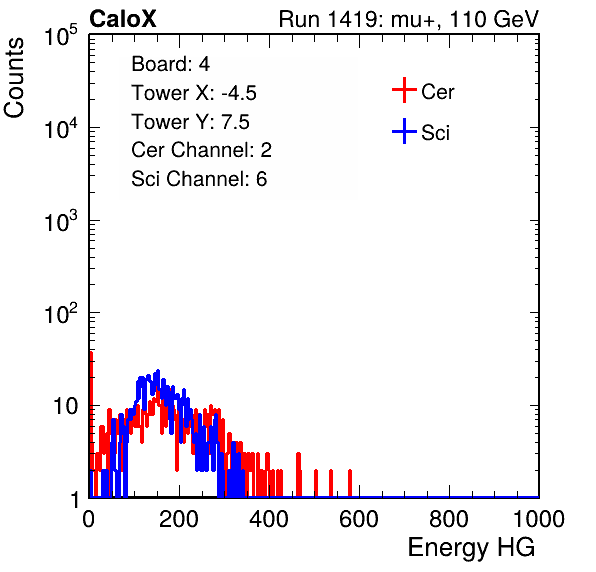 CaloX Run 1419: mu+, 110 GeV
Counts
10^5
10^4
10^3
10^2
10
1
Board: 4
Tower X: -4.5
Tower Y: 7.5
Cer Channel: 2
Sci Channel: 6
Cer
Sci
0 200 400 600 800 1000
Energy HG